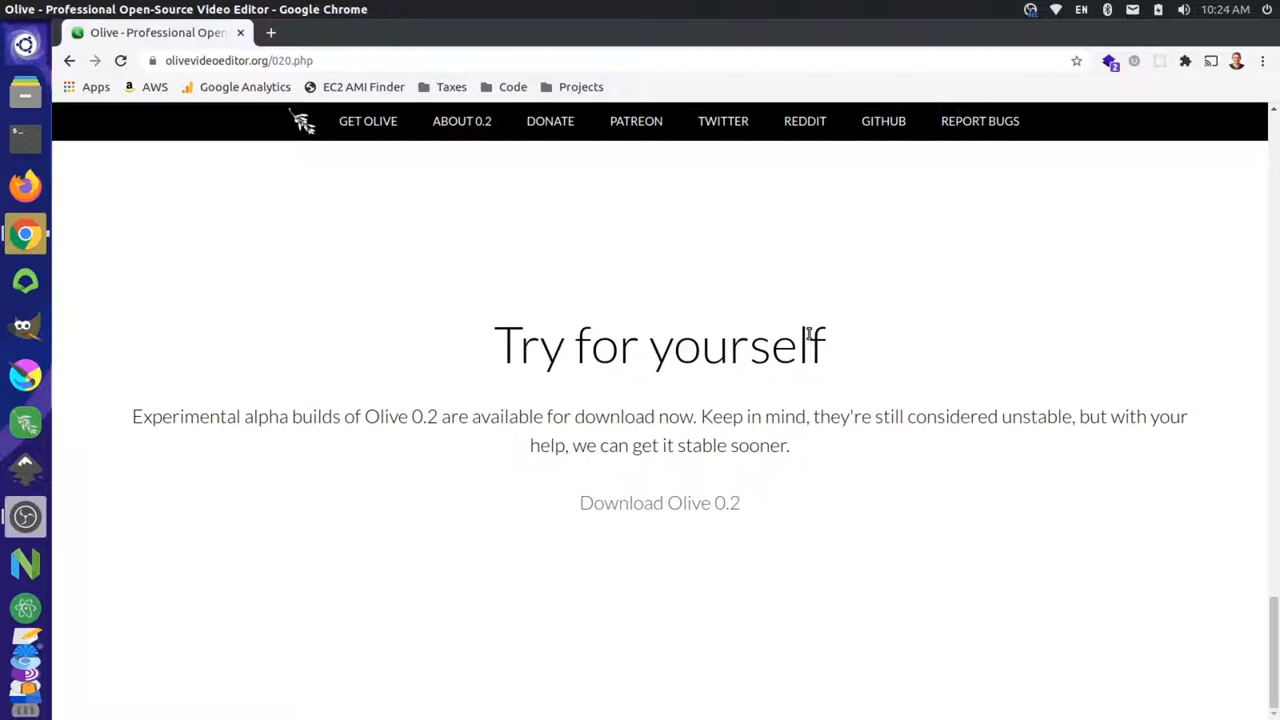 Olive - Professional Open-Source Video Editor - Google Chrome
EN
10:24 AM
Olive - Professional Open
olivevideoeditor.org/020.php
2
Apps
AWS
Google Analytics
EC2 AMI Finder
Taxes
Code
Projects
GET OLIVE
ABOUT 0.2
DONATE
PATREON
TWITTER
REDDIT
GITHUB
REPORT BUGS
Try for yourself
Experimental alpha builds of Olive 0.2 are available for download now. Keep in mind, they're still considered unstable, but with your
help, we can get it stable sooner.
Download Olive 0.2